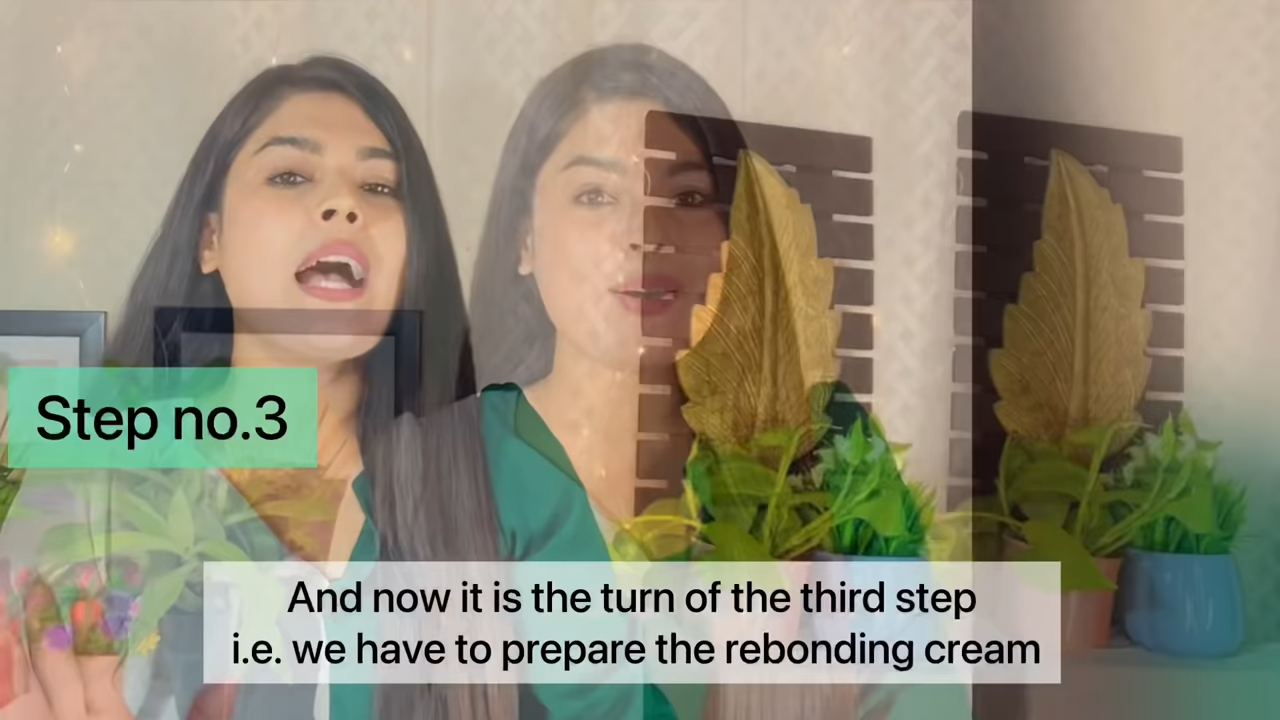 Step no.3
And now it is the turn of the third step
i.e. we have to prepare the rebonding cream